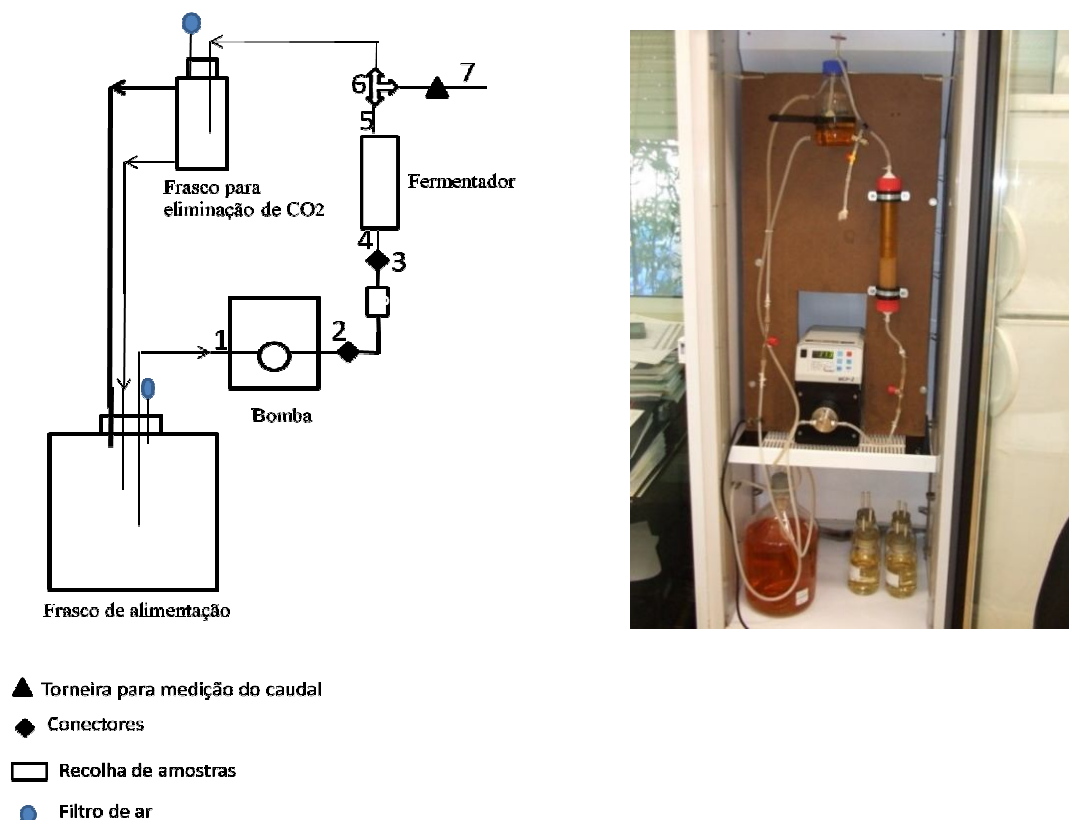 7
6
5
Fermentador
Frasco para
eliminação de CO2
4
3
1
2
Bomba
Frasco de alimentação
Torneira para medição do caudal
Conectores
Recolha de amostras
Filtro de ar